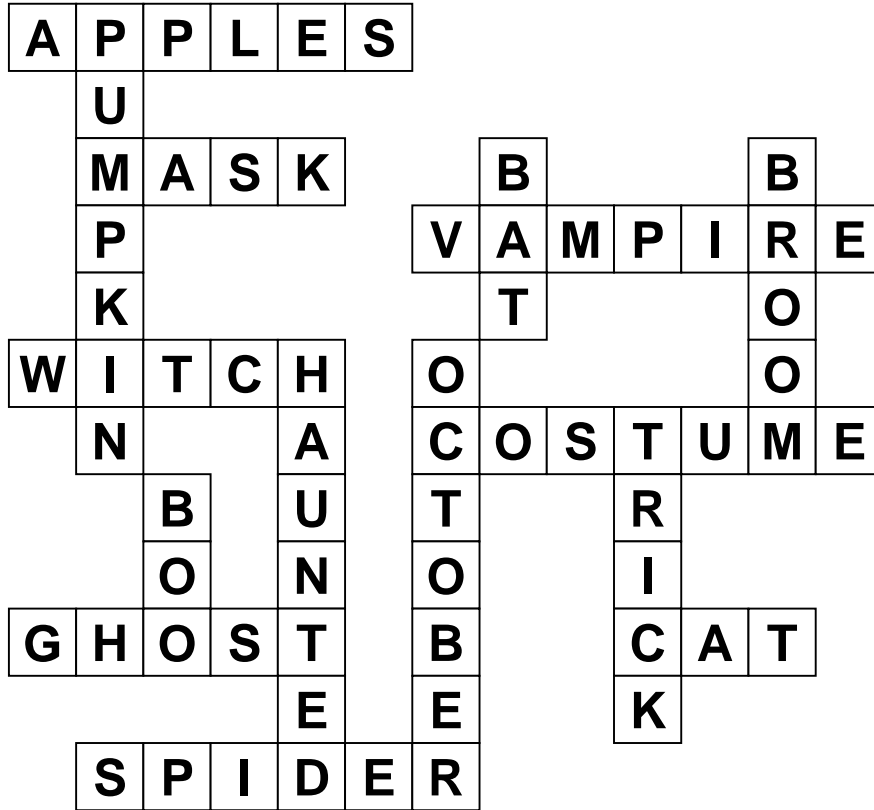 APPLES
U
MASK B B
P VAMPIRE
K T O
WITCH O O
N A COSTUME
B U T R
O N O I
GHOST B CAT
E E K
SPIDER